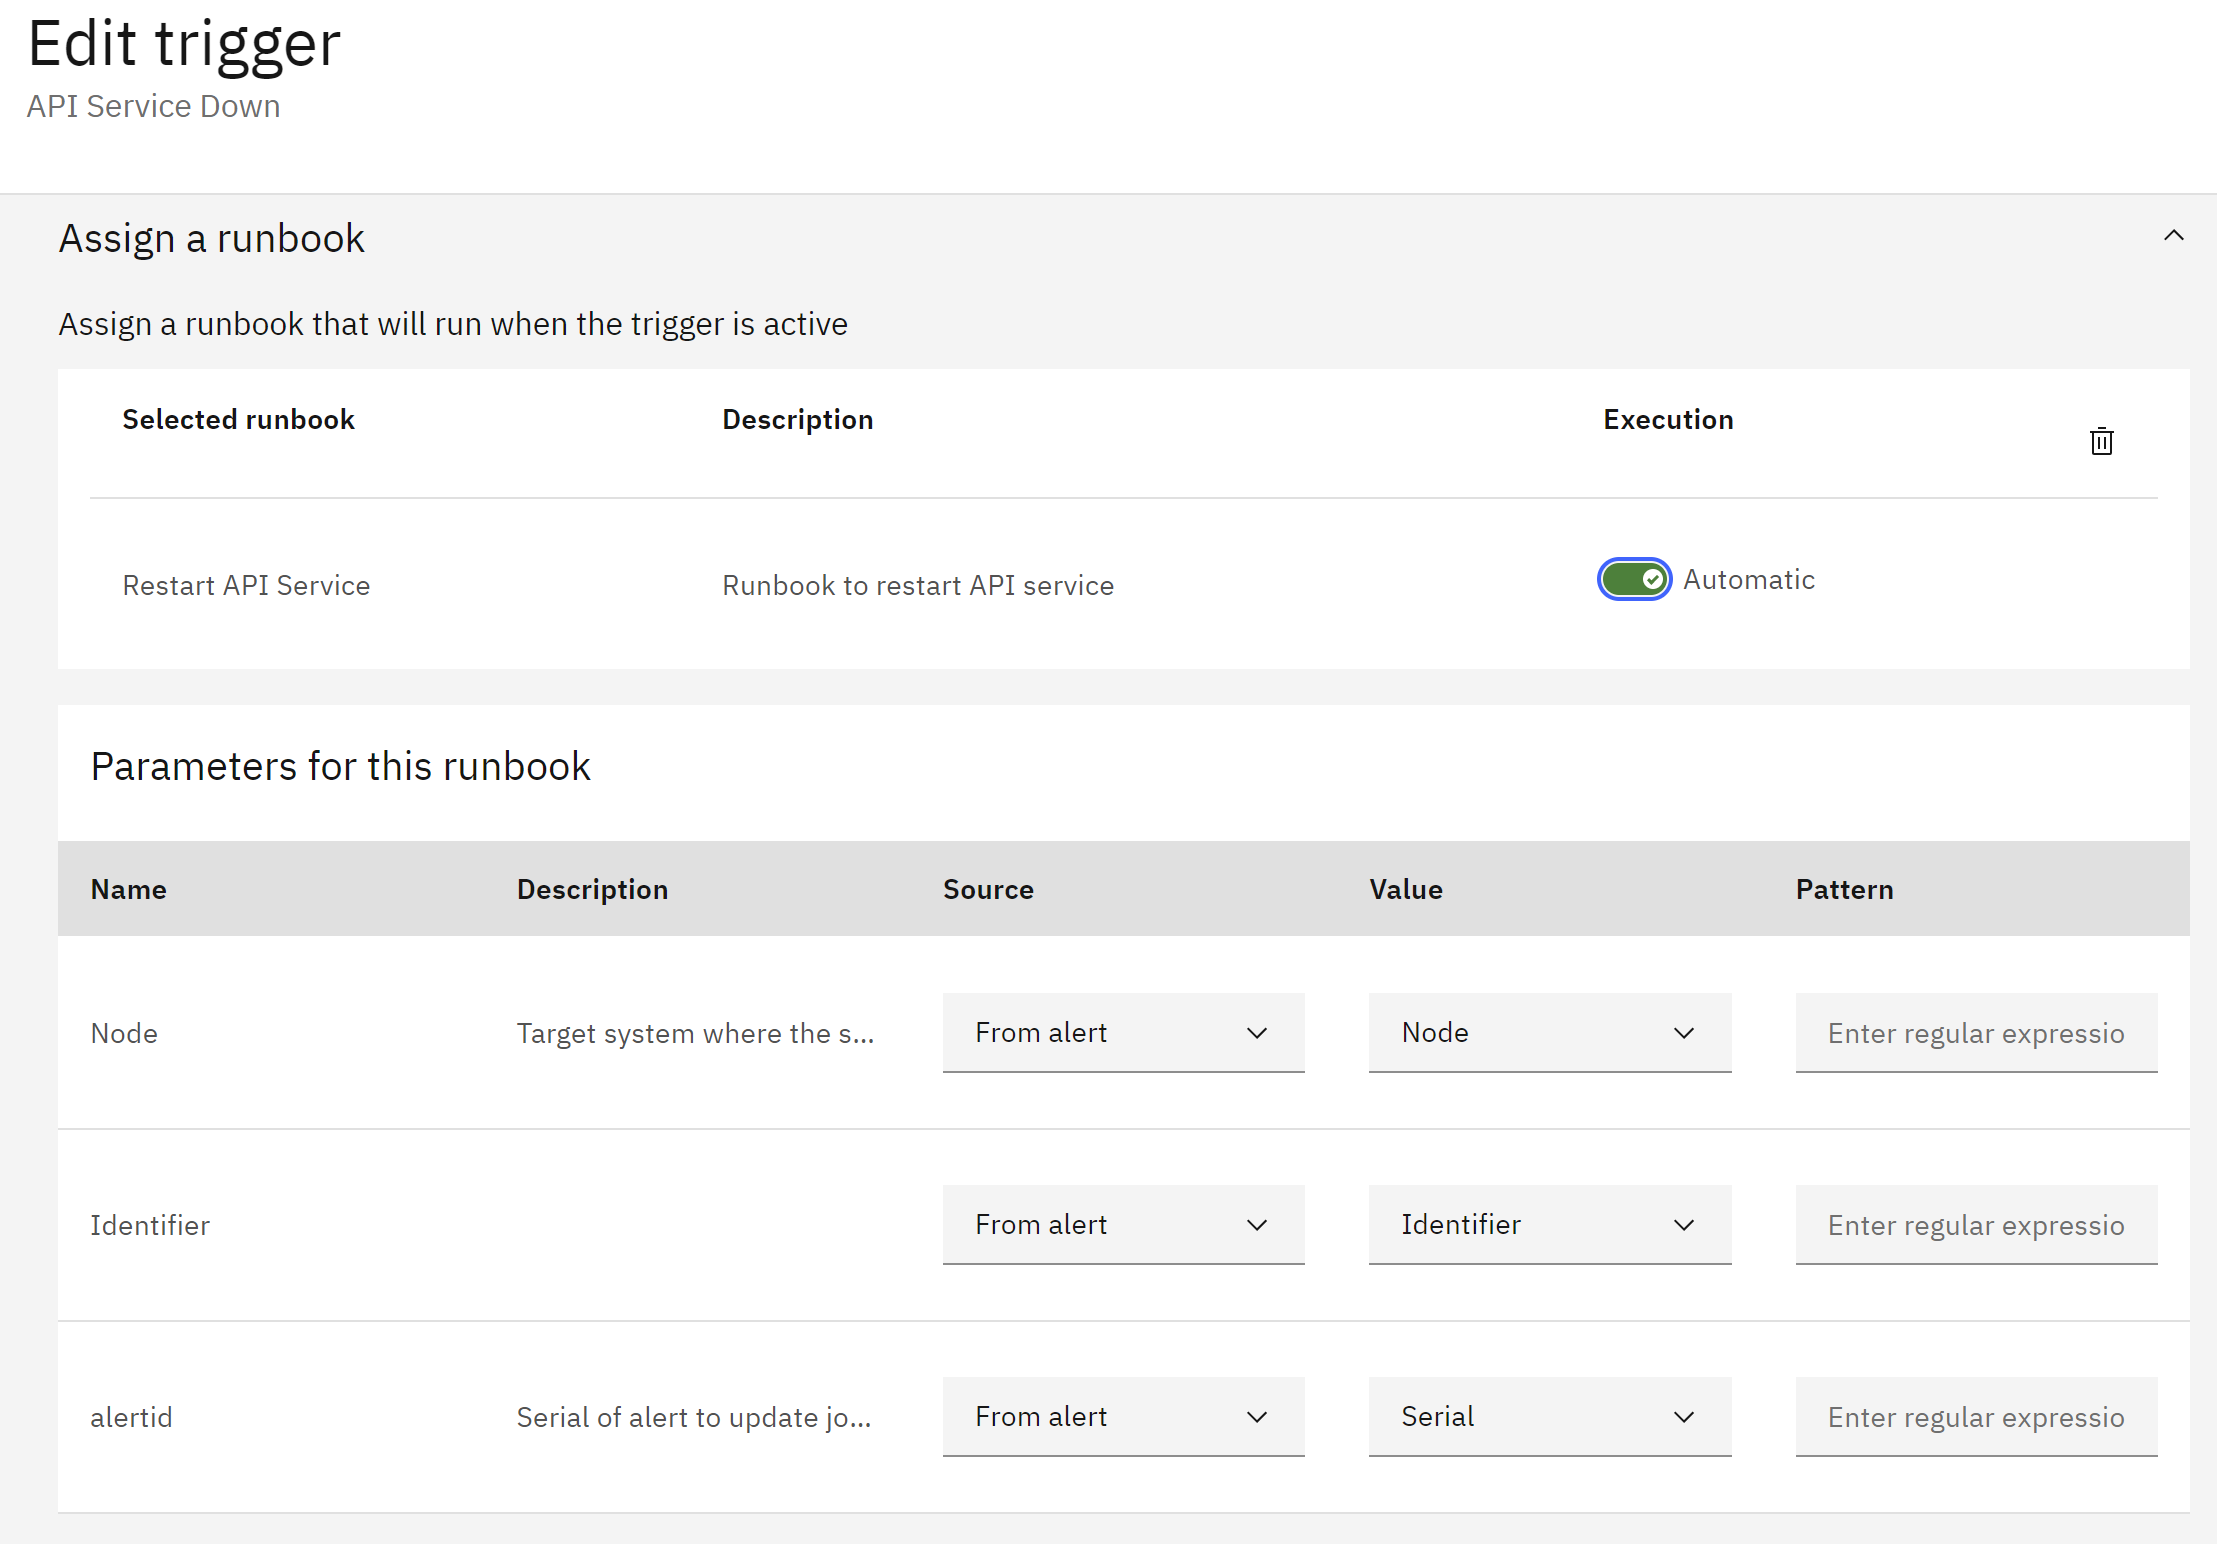 Edit trigger
API Service Down
Assign a runbook
Assign a runbook that will run when the trigger is active
Selected runbook Description Execution
Restart API Service Runbook to restart API service Automatic
Parameters for this runbook
Name Description Source Value Pattern
Node Target system where the s... From alert Node Enter regular expressio
Identifier From alert Identifier Enter regular expressio
alertid Serial of alert to update jo... From alert Serial Enter regular expressio